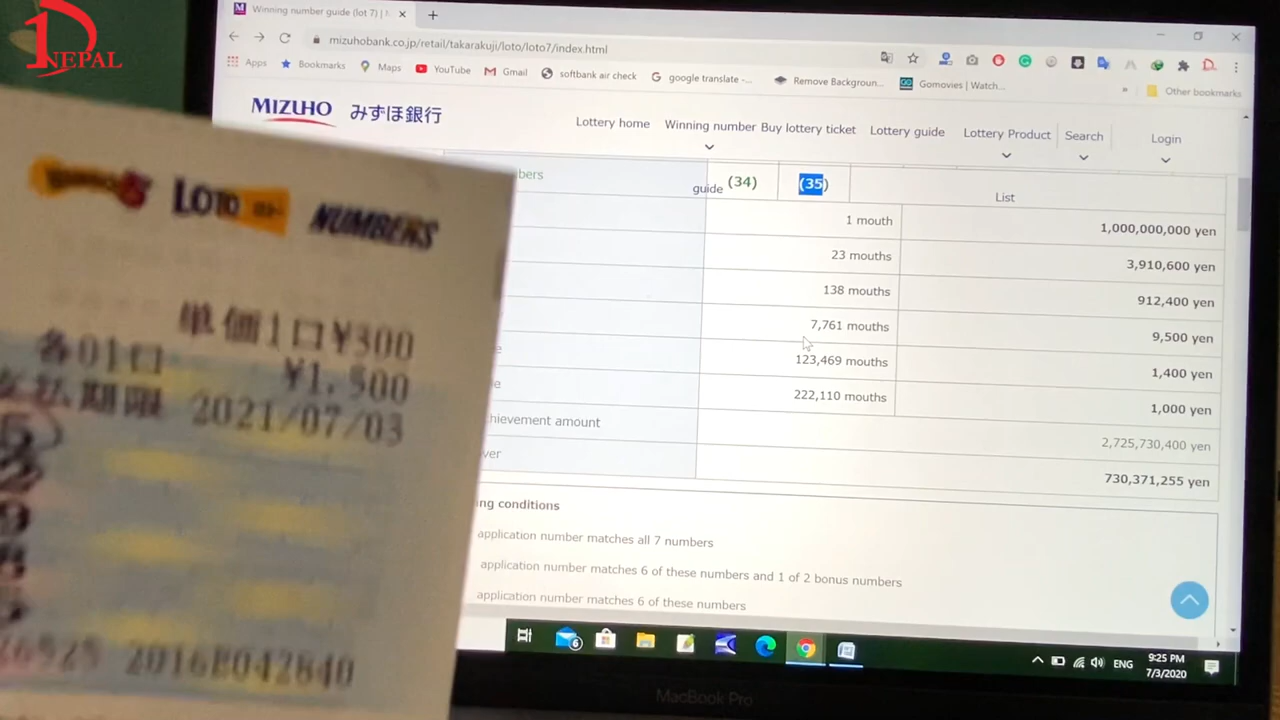 1D NEPAL
Winning number guide (lot 7) |
mizuhobank.co.jp/retail/takarakuji/loto/loto7/index.html
Apps Bookmarks Maps YouTube Gmail softbank air check google translate -... Remove Backgroun... Gomovies | Watch... » Other bookmarks
MIZUHO みずほ銀行
Lottery home Winning number guide Buy lottery ticket Lottery guide Lottery Product List Search Login
bers (34) (35)
1 mouth 1,000,000,000 yen
23 mouths 3,910,600 yen
138 mouths 912,400 yen
7,761 mouths 9,500 yen
123,469 mouths 1,400 yen
222,110 mouths 1,000 yen
hievement amount 2,725,730,400 yen
ver 730,371,255 yen
ng conditions
application number matches all 7 numbers
application number matches 6 of these numbers and 1 of 2 bonus numbers
application number matches 6 of these numbers
6
ENG
9:25 PM
7/3/2020
MacBook Pro
LOTO NUMBERS
単価1口¥300
各01口 ¥1,500
支払期限 2021/07/03